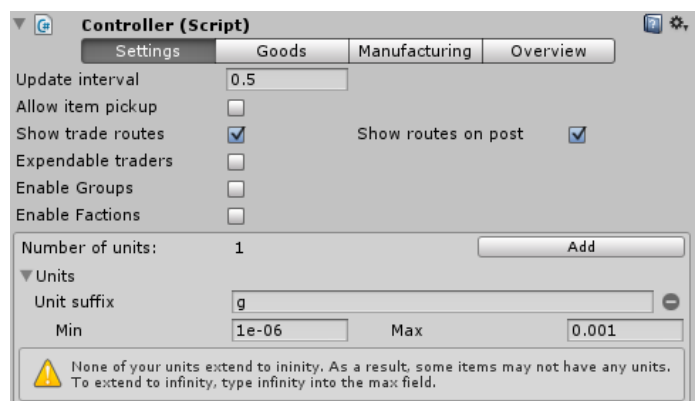 Controller (Script)
Settings Goods Manufacturing Overview
Update interval 0.5
Allow item pickup
Show trade routes Show routes on post
Expendable traders
Enable Groups
Enable Factions
Number of units: 1 Add
Units
Unit suffix g
Min 1e-06 Max 0.001
None of your units extend to ininity. As a result, some items may not have any units.
To extend to infinity, type infinity into the max field.